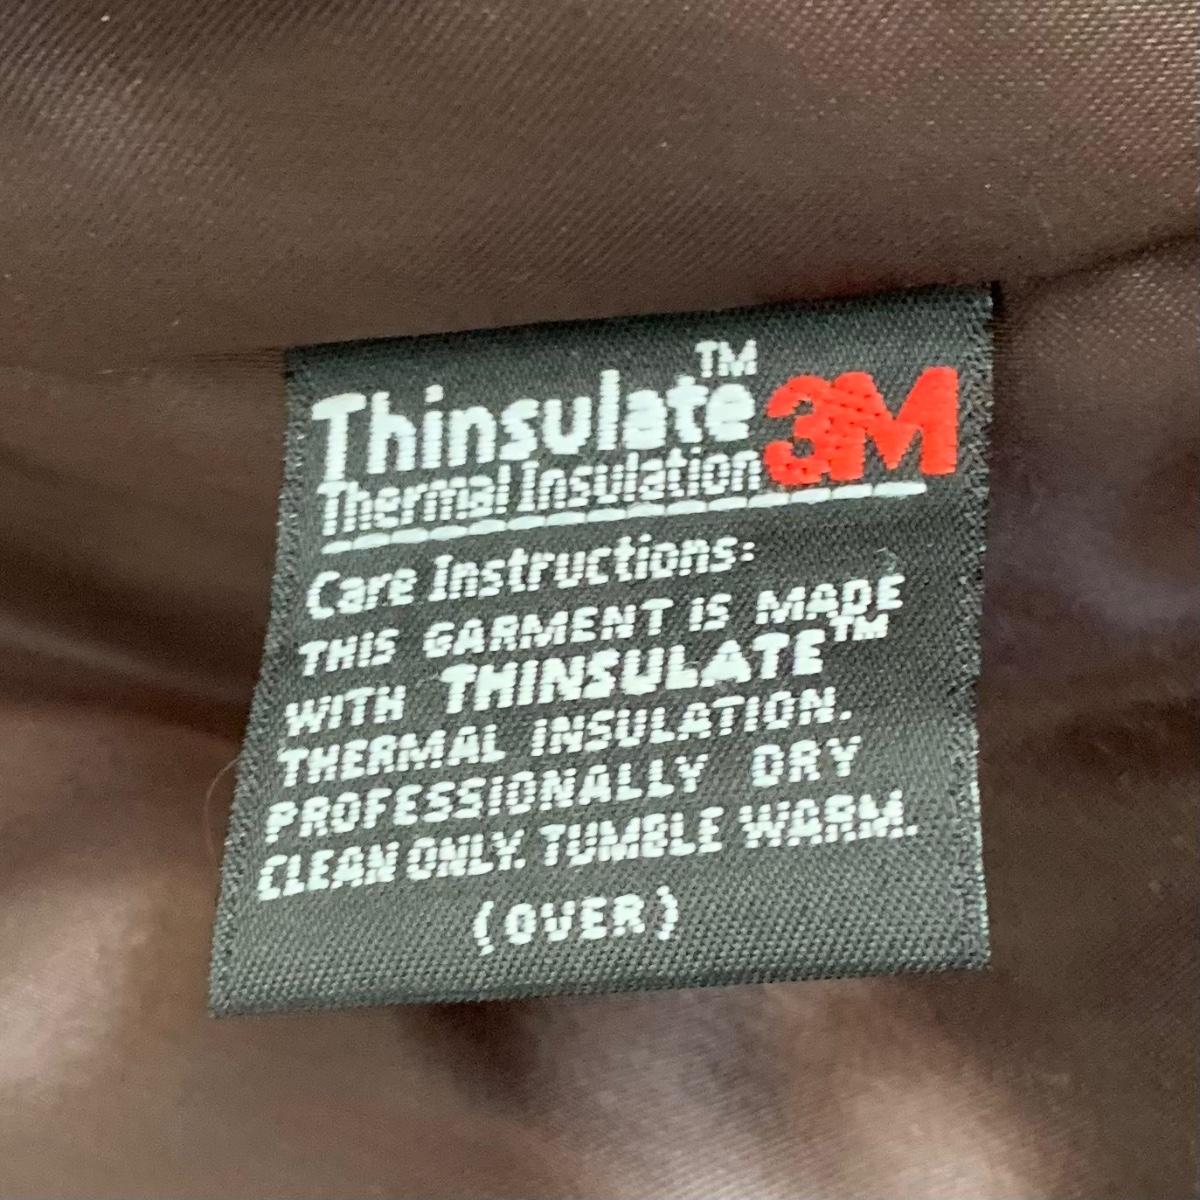 Thinsulate™ 3M
Thermal Insulation
Care Instructions:
THIS GARMENT IS MADE
WITH THINSULATE™
THERMAL INSULATION.
PROFESSIONALLY DRY
CLEAN ONLY. TUMBLE WARM.
(OVER)